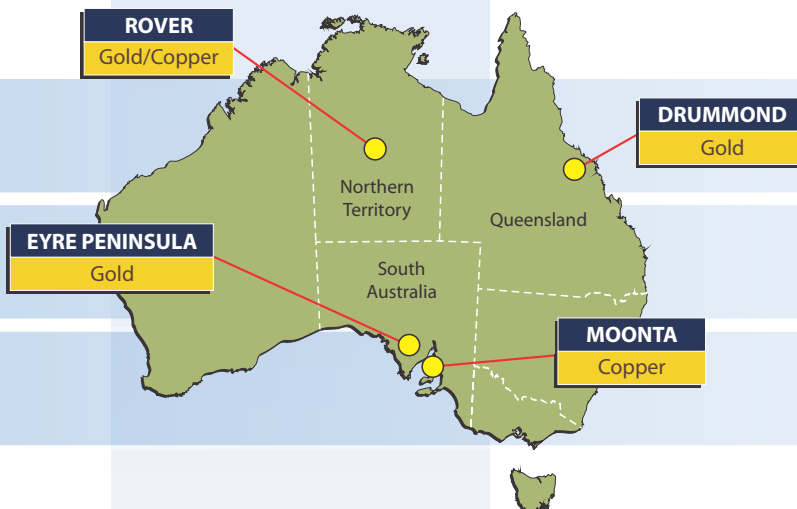 ROVER
Gold/Copper
DRUMMOND
Gold
Northern
Territory
Queensland
EYRE PENINSULA
Gold
South
Australia
MOONTA
Copper